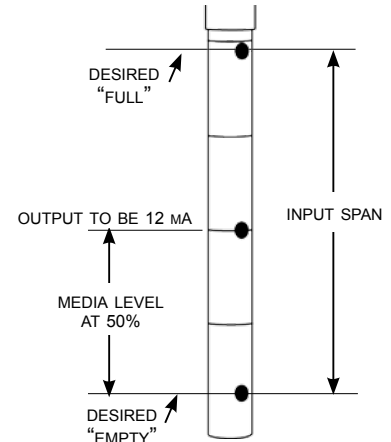 DESIRED
“FULL”
OUTPUT TO BE 12 MA
INPUT SPAN
MEDIA LEVEL
AT 50%
DESIRED
“EMPTY”